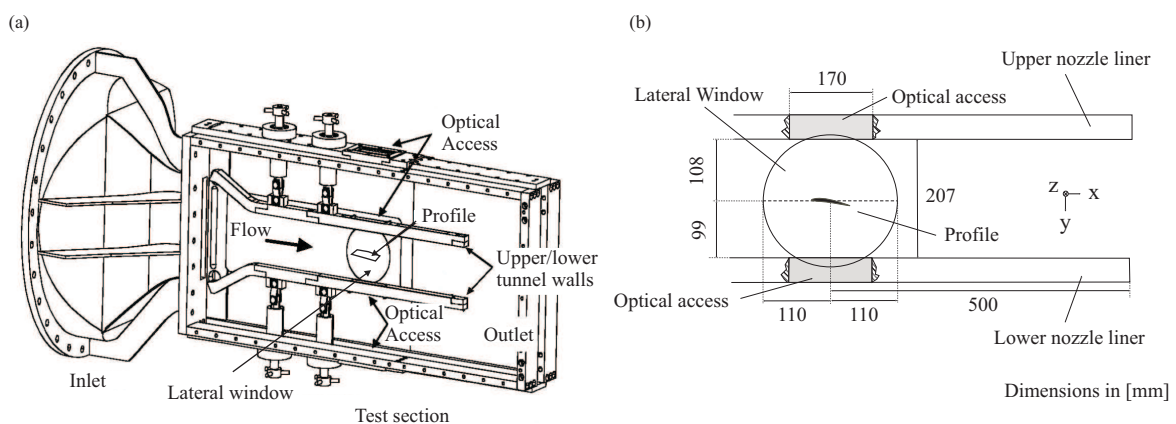 (a)
Optical
Access
Profile
Flow
Upper/lower
tunnel walls
Optical
Access
Outlet
Inlet
Lateral window
Test section
(b)
Upper nozzle liner
170
Lateral Window
Optical access
108
z
x
207
y
99
Profile
Optical access
500
110
110
Lower nozzle liner
Dimensions in [mm]